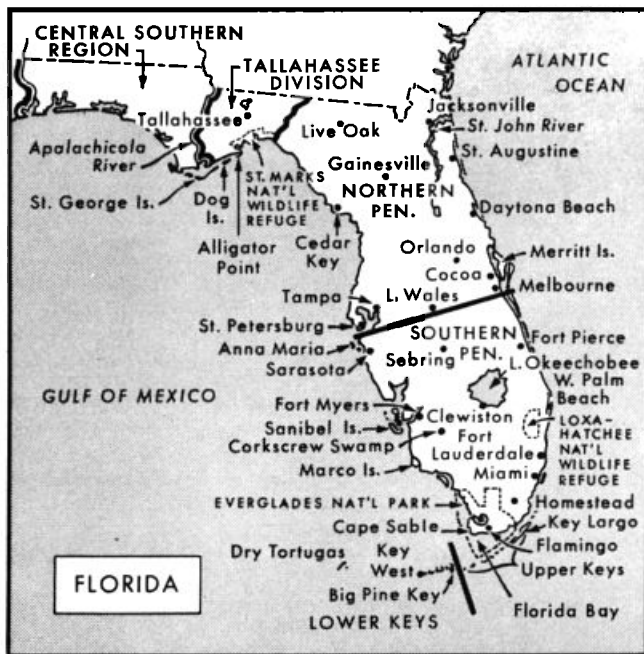 CENTRAL SOUTHERN
REGION
TALLAHASSEE
DIVISION
ATLANTIC
OCEAN
Tallahassee
Jacksonville
Live Oak
St. John River
Apalachicola
River
St. Augustine
Gainesville
ST. MARKS
NAT'L
WILDLIFE
REFUGE
NORTHERN
PEN.
St. George Is.
Dog
Is.
Daytona Beach
Alligator
Point
Cedar
Key
Orlando
Merritt Is.
Cocoa
Tampa
L. Wales
Melbourne
St. Petersburg
SOUTHERN
PEN.
Fort Pierce
Anna Maria
Sebring
Sarasota
L. Okeechobee
W. Palm
Beach
GULF OF MEXICO
Fort Myers
Clewiston
LOXA-
HATCHEE
NAT'L
WILDLIFE
REFUGE
Sanibel Is.
Corkscrew Swamp
Fort
Lauderdale
Marco Is.
Miami
EVERGLADES NAT'L PARK
Homestead
Cape Sable
Key Largo
Dry Tortugas
Key
West
Flamingo
Upper Keys
Big Pine Key
FLORIDA
Florida Bay
LOWER KEYS